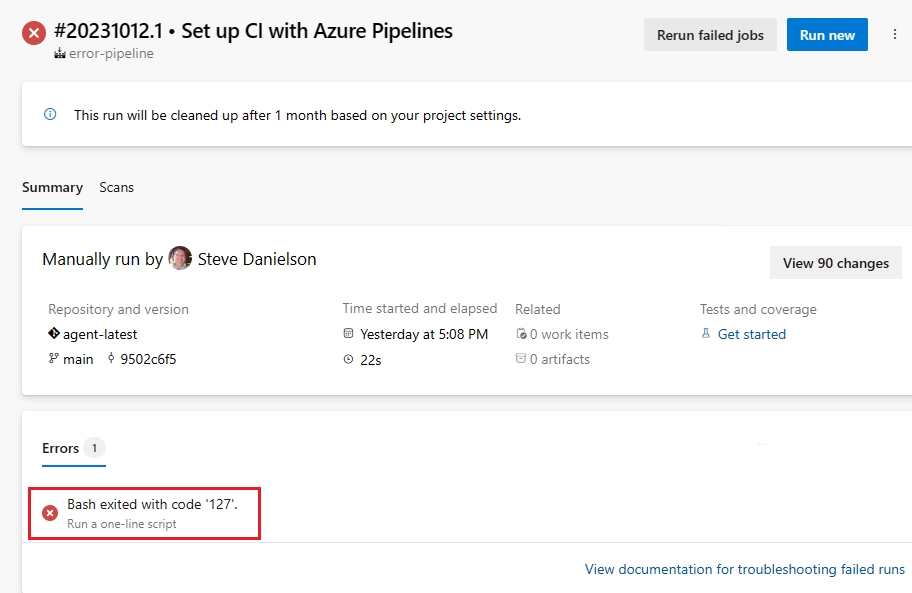 #20231012.1 • Set up CI with Azure Pipelines
error-pipeline
Rerun failed jobs
Run new
This run will be cleaned up after 1 month based on your project settings.
Summary
Scans
Manually run by Steve Danielson
View 90 changes
Repository and version
agent-latest
main 9502c6f5
Time started and elapsed
Yesterday at 5:08 PM
22s
Related
0 work items
0 artifacts
Tests and coverage
Get started
Errors 1
Bash exited with code '127'.
Run a one-line script
View documentation for troubleshooting failed runs